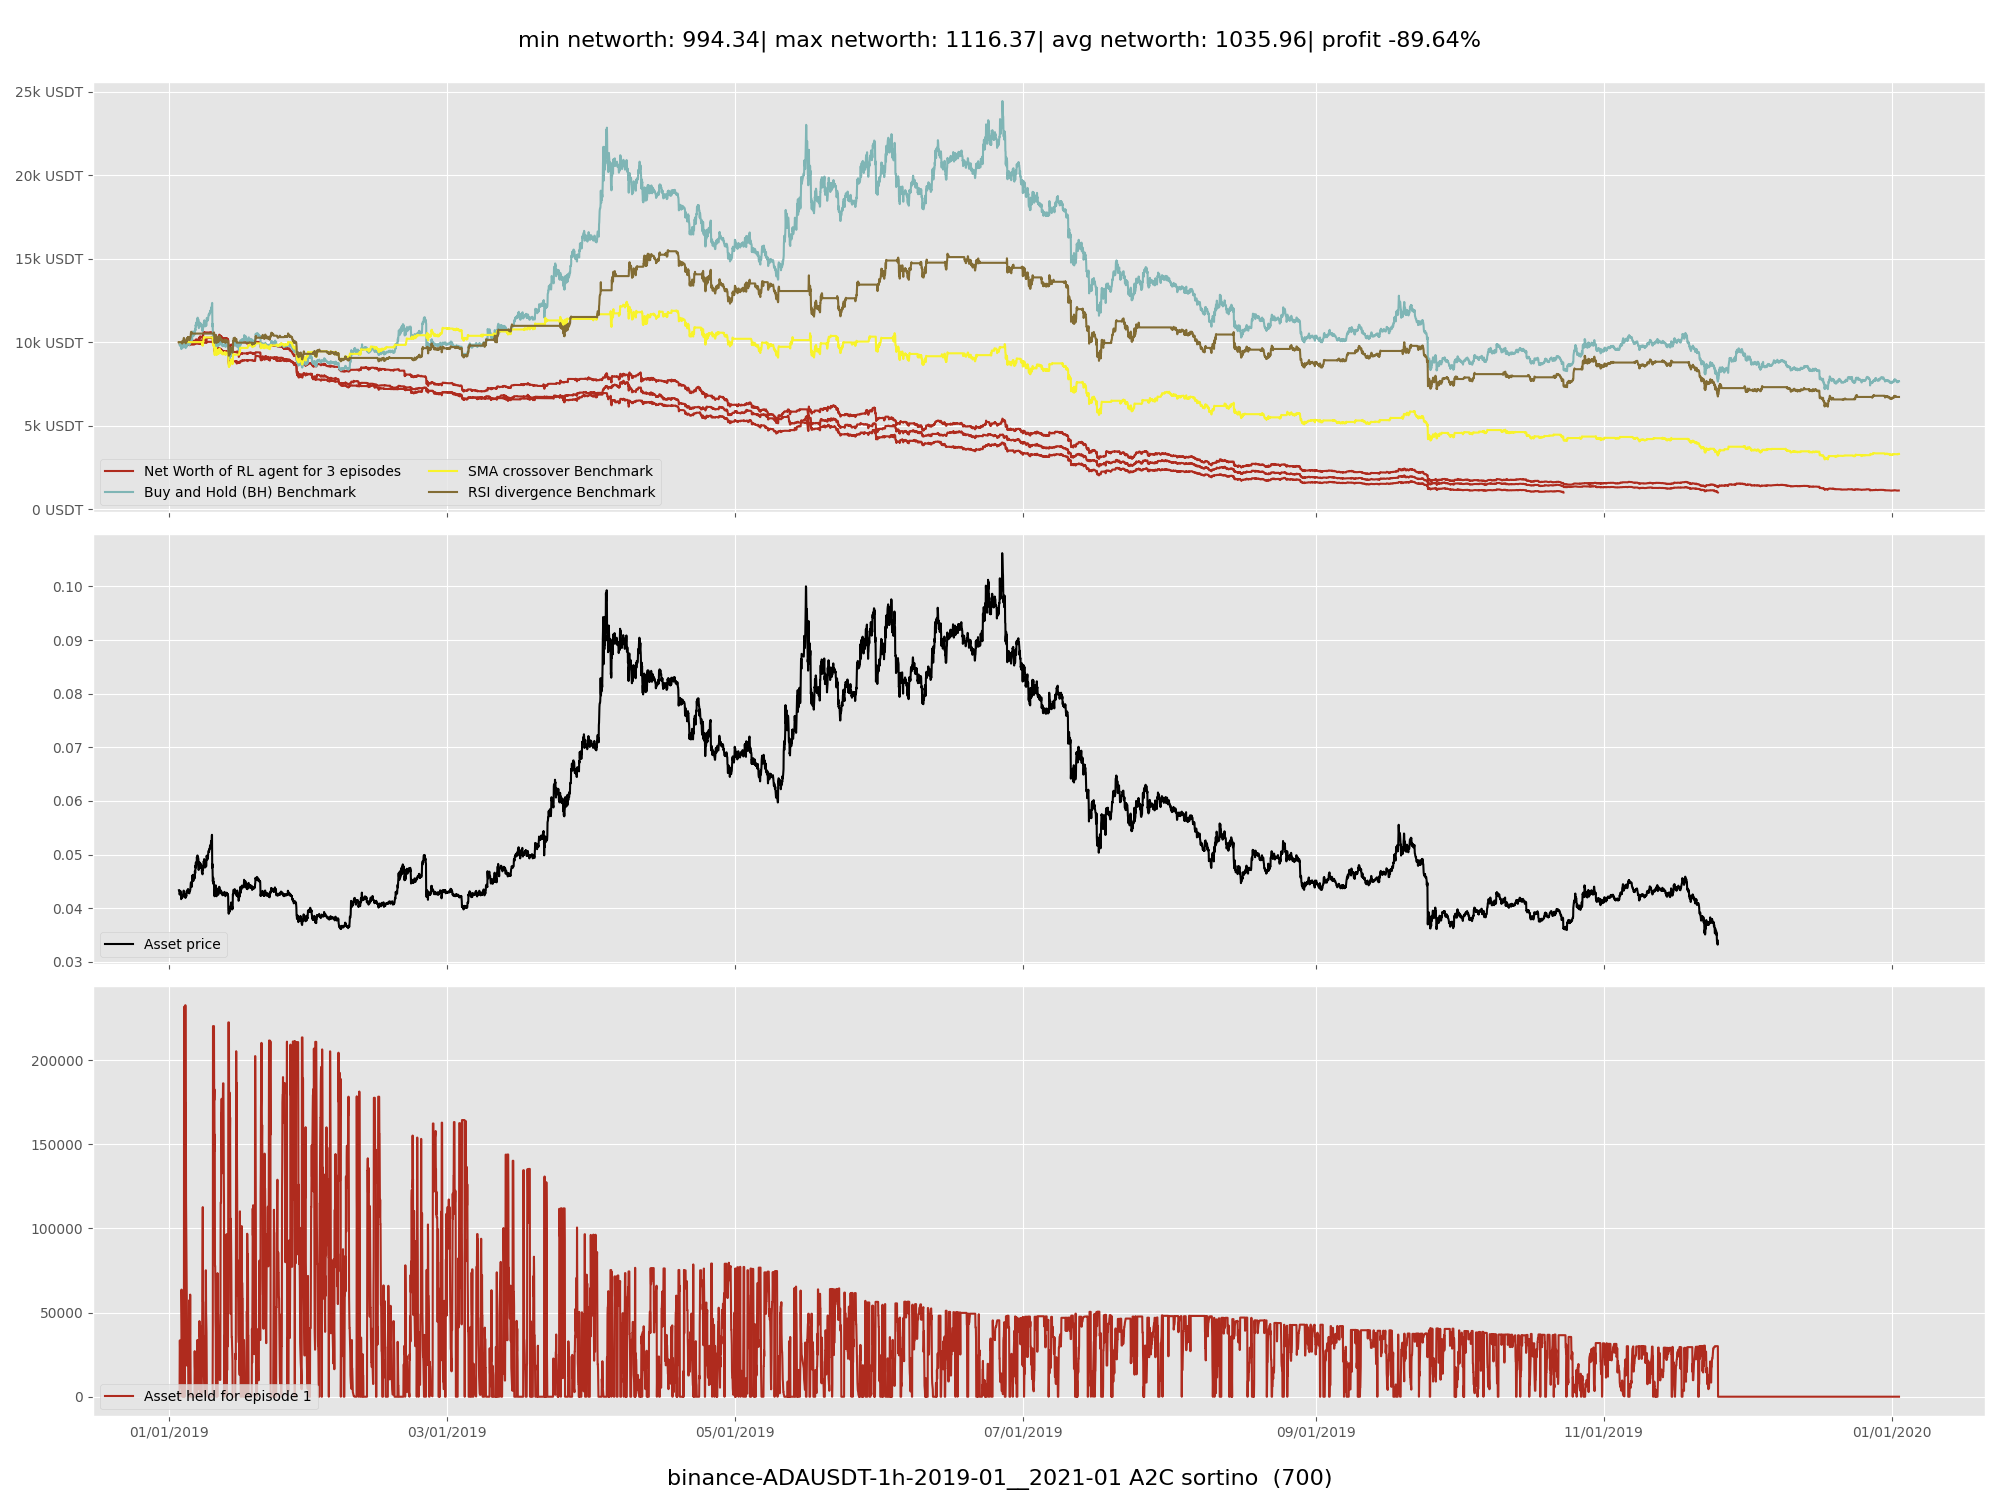 min networth: 994.34| max networth: 1116.37| avg networth: 1035.96| profit -89.64%
25k USDT
20k USDT
15k USDT
10k USDT
5k USDT
0 USDT
Net Worth of RL agent for 3 episodes
Buy and Hold (BH) Benchmark
SMA crossover Benchmark
RSI divergence Benchmark
0.10
0.09
0.08
0.07
0.06
0.05
0.04
0.03
Asset price
200000
150000
100000
50000
0
Asset held for episode 1
01/01/2019
03/01/2019
05/01/2019
07/01/2019
09/01/2019
11/01/2019
01/01/2020
binance-ADAUSDT-1h-2019-01__2021-01 A2C sortino  (700)